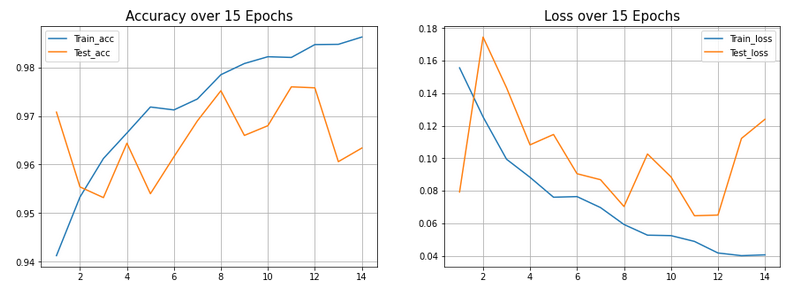 Accuracy over 15 Epochs
Train_acc
Test_acc
0.98
0.97
0.96
0.95
0.94
2 4 6 8 10 12 14
Loss over 15 Epochs
Train_loss
Test_loss
0.18
0.16
0.14
0.12
0.10
0.08
0.06
0.04
2 4 6 8 10 12 14